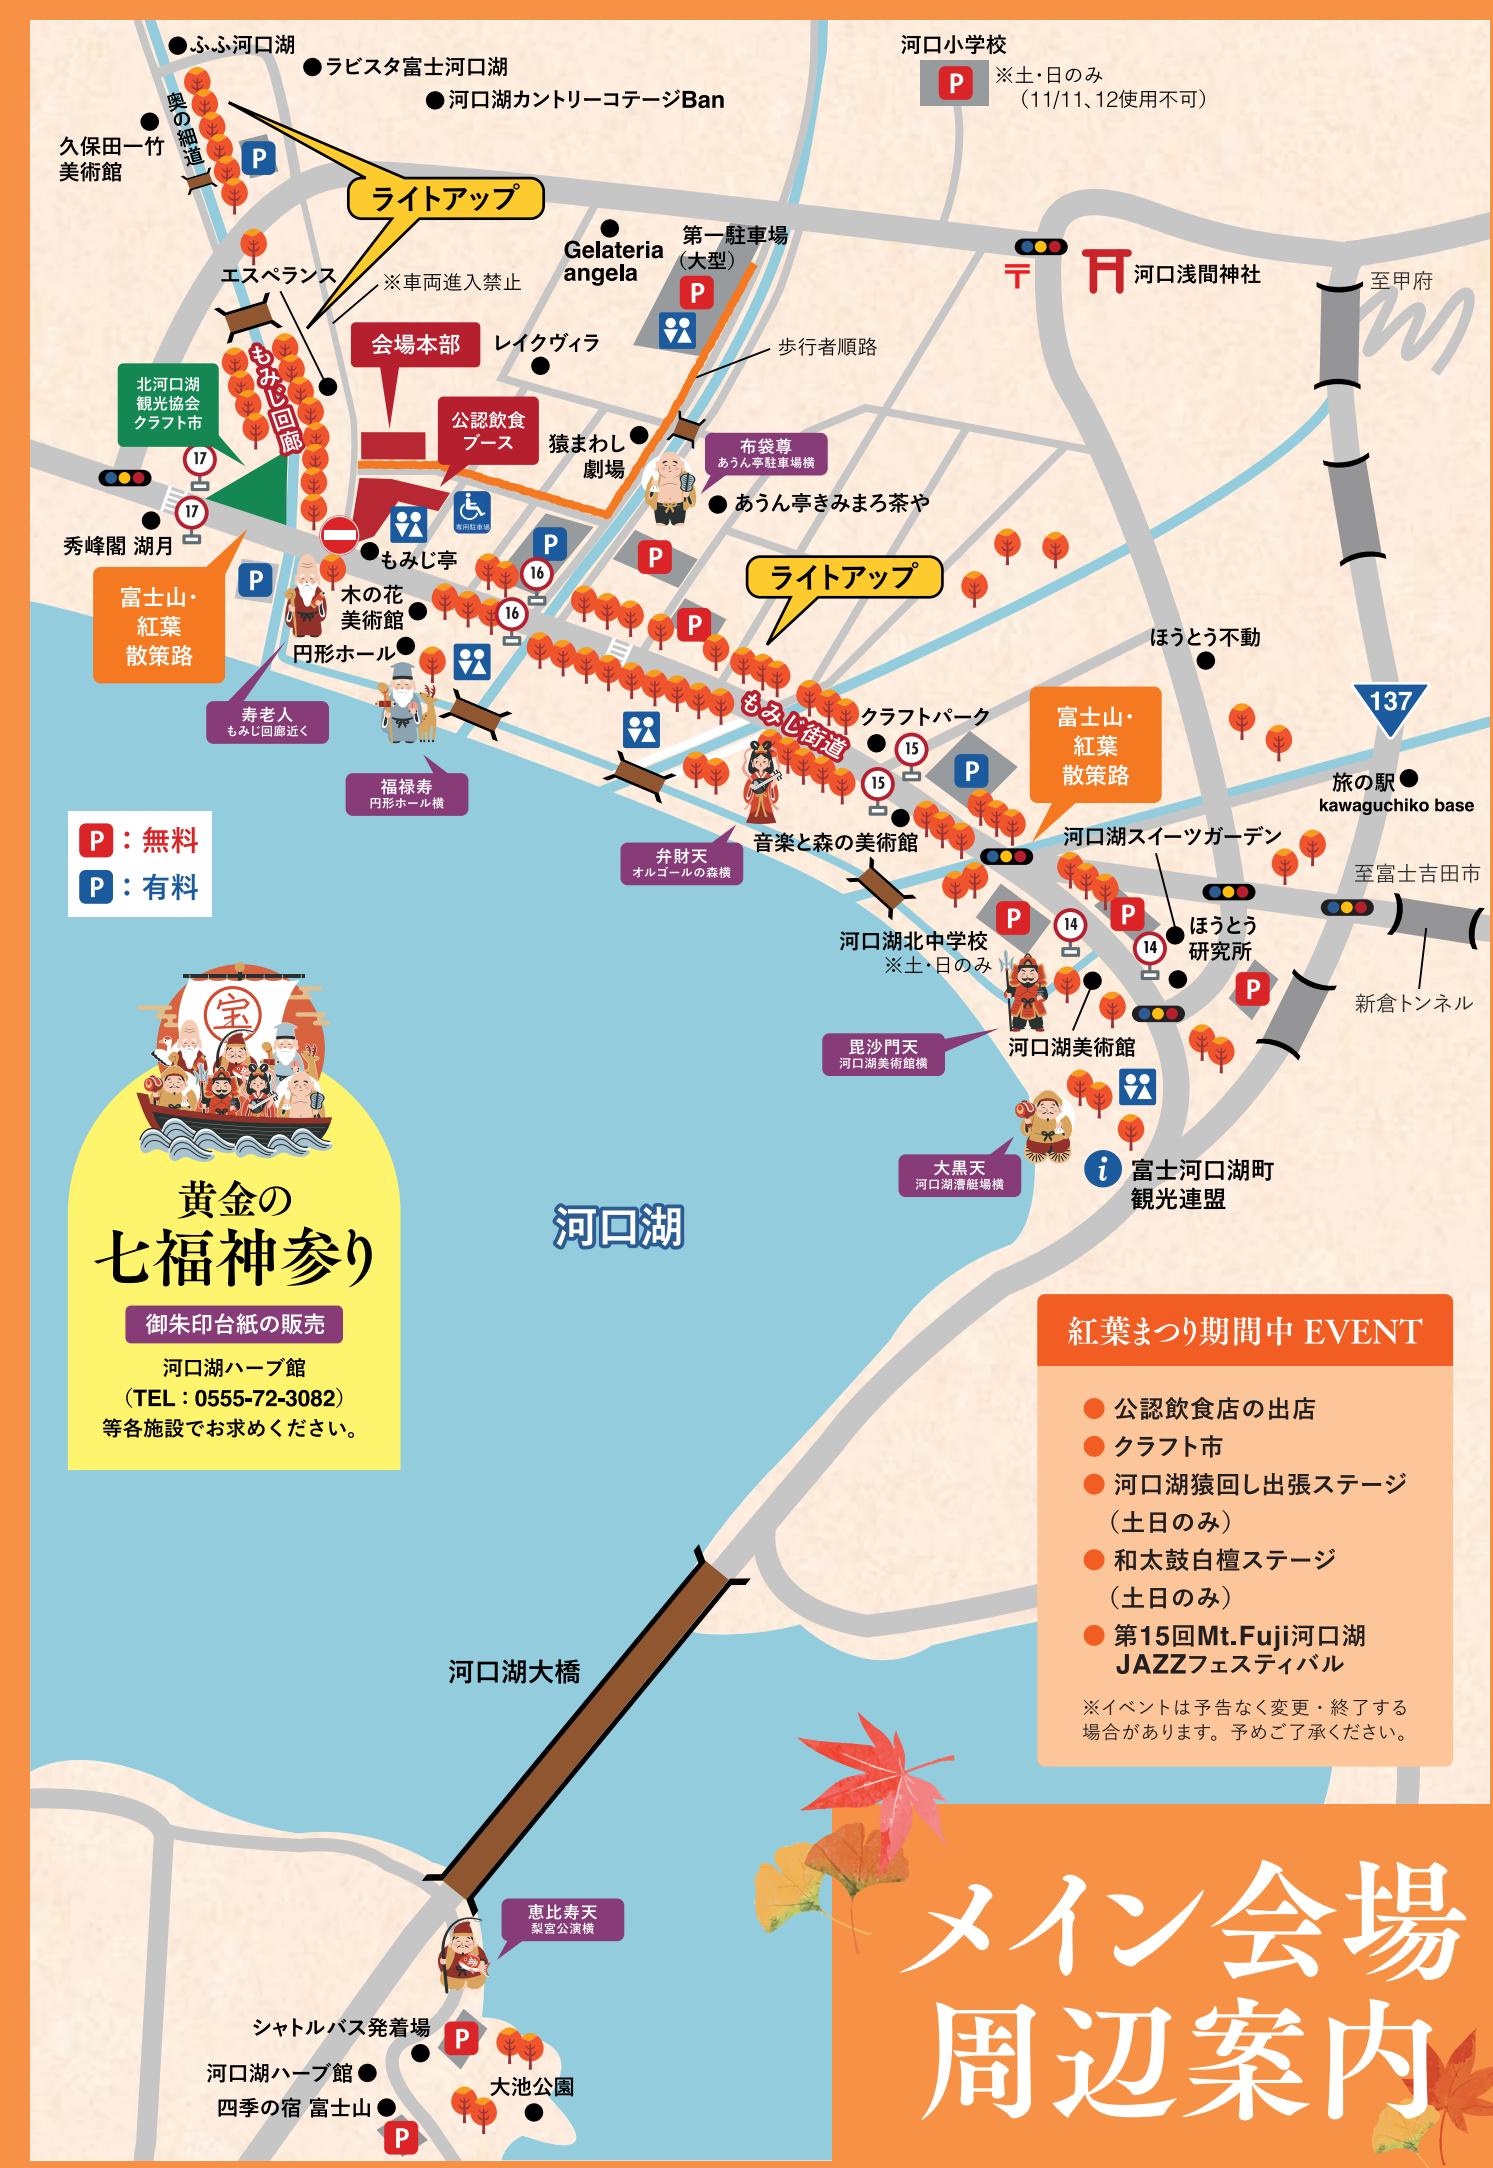 ふふ河口湖
ラビスタ富士河口湖
河口湖カントリーコテージBan
河口小学校
P
※土・日のみ
（11/11、12使用不可）
奥の細道
久保田一竹
美術館
P
ライトアップ
Gelateria
angela
第一駐車場
（大型）
P
河口浅間神社
至甲府
エスペランス
※車両進入禁止
会場本部
レイクヴィラ
歩行者順路
北河口湖
観光協会
クラフト市
もみじ回廊
公認飲食
ブース
猿まわし
劇場
布袋尊
あうん亭駐車場横
あうん亭きみまろ茶や
17
17
秀峰閣 湖月
専用駐車場
もみじ亭
P
P
P
16
16
富士山・
紅葉
散策路
木の花
美術館
円形ホール
P
ライトアップ
ほうとう不動
寿老人
もみじ回廊近く
福禄寿
円形ホール横
もみじ街道
クラフトパーク
15
15
P
富士山・
紅葉
散策路
137
旅の駅
kawaguchiko base
P：無料
P：有料
弁財天
オルゴールの森横
音楽と森の美術館
河口湖スイーツガーデン
至富士吉田市
P
P
14
14
河口湖北中学校
※土・日のみ
ほうとう
研究所
P
新倉トンネル
毘沙門天
河口湖美術館横
河口湖美術館
大黒天
河口湖漕艇場横
i
富士河口湖町
観光連盟
宝
黄金の
七福神参り
御朱印台紙の販売
河口湖ハーブ館
（TEL：0555-72-3082）
等各施設でお求めください。
河口湖
紅葉まつり期間中 EVENT
公認飲食店の出店
クラフト市
河口湖猿回し出張ステージ
（土日のみ）
和太鼓白檀ステージ
（土日のみ）
第15回Mt.Fuji河口湖
JAZZフェスティバル
※イベントは予告なく変更・終了する
場合があります。予めご了承ください。
河口湖大橋
恵比寿天
梨宮公演横
シャトルバス発着場
P
河口湖ハーブ館
四季の宿 富士山
P
大池公園
メイン会場
周辺案内